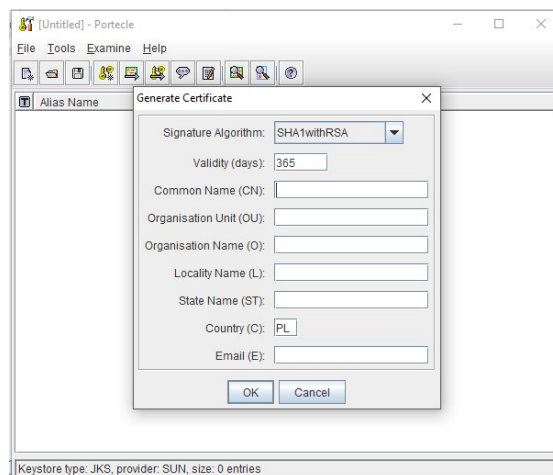 [Untitled] - Portecle
File Tools Examine Help
T Alias Name
Generate Certificate
Signature Algorithm: SHA1withRSA
Validity (days): 365
Common Name (CN):
Organisation Unit (OU):
Organisation Name (O):
Locality Name (L):
State Name (ST):
Country (C): PL
Email (E):
OK Cancel
Keystore type: JKS, provider: SUN, size: 0 entries